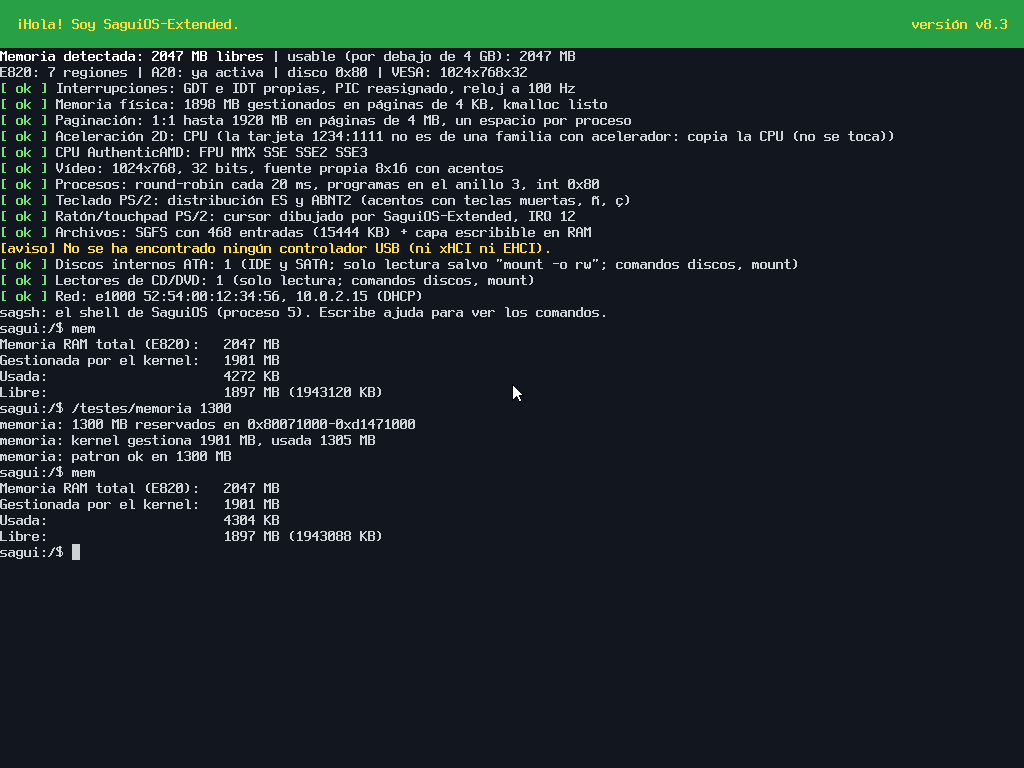 ¡Hola! Soy SaguiOS-Extended. versión v8.3
Memoria detectada: 2047 MB libres | usable (por debajo de 4 GB): 2047 MB
E820: 7 regiones | A20: ya activa | disco 0x80 | VESA: 1024x768x32
[ ok ] Interrupciones: GDT e IDT propias, PIC reasignado, reloj a 100 Hz
[ ok ] Memoria física: 1898 MB gestionados en páginas de 4 KB, kmalloc listo
[ ok ] Paginación: 1:1 hasta 1920 MB en páginas de 4 MB, un espacio por proceso
[ ok ] Aceleración 2D: CPU (la tarjeta 1234:1111 no es de una familia con acelerador: copia la CPU (no se toca))
[ ok ] CPU AuthenticAMD: FPU MMX SSE SSE2 SSE3
[ ok ] Vídeo: 1024x768, 32 bits, fuente propia 8x16 con acentos
[ ok ] Procesos: round-robin cada 20 ms, programas en el anillo 3, int 0x80
[ ok ] Teclado PS/2: distribución ES y ABNT2 (acentos con teclas muertas, ñ, ç)
[ ok ] Ratón/touchpad PS/2: cursor dibujado por SaguiOS-Extended, IRQ 12
[ ok ] Archivos: SGFS con 468 entradas (15444 KB) + capa escribible en RAM
[aviso] No se ha encontrado ningún controlador USB (ni xHCI ni EHCI).
[ ok ] Discos internos ATA: 1 (IDE y SATA; solo lectura salvo "mount -o rw"; comandos discos, mount)
[ ok ] Lectores de CD/DVD: 1 (solo lectura; comandos discos, mount)
[ ok ] Red: e1000 52:54:00:12:34:56, 10.0.2.15 (DHCP)
sagsh: el shell de SaguiOS (proceso 5). Escribe ajuda para ver los comandos.
sagui:/$ mem
Memoria RAM total (E820): 2047 MB
Gestionada por el kernel: 1901 MB
Usada: 4272 KB
Libre: 1897 MB (1943120 KB)
sagui:/$ /testes/memoria 1300
memoria: 1300 MB reservados en 0x80071000-0xd1471000
memoria: kernel gestiona 1901 MB, usada 1305 MB
memoria: patron ok en 1300 MB
sagui:/$ mem
Memoria RAM total (E820): 2047 MB
Gestionada por el kernel: 1901 MB
Usada: 4304 KB
Libre: 1897 MB (1943088 KB)
sagui:/$